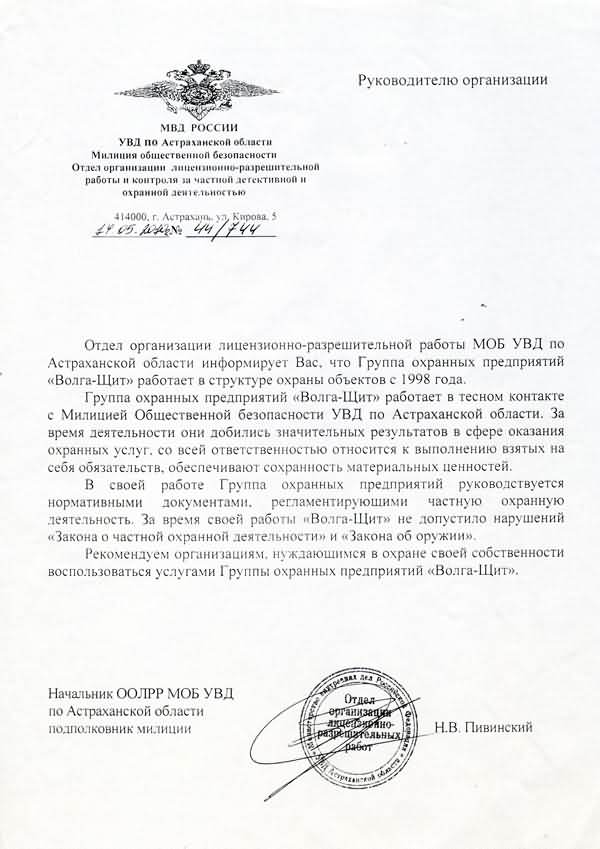 Руководителю организации
МВД РОССИИ
УВД по Астраханской области
Милиция общественной безопасности
Отдел организации лицензионно-разрешительной
работы и контроля за частной детективной и
охранной деятельностью
414000, г. Астрахань, ул. Кирова, 5
№ 44/744
Отдел организации лицензионно-разрешительной работы МОБ УВД по
Астраханской области информирует Вас, что Группа охранных предприятий
«Волга-Щит» работает в структуре охраны объектов с 1998 года.
Группа охранных предприятий «Волга-Щит» работает в тесном контакте
с Милицией Общественной безопасности УВД по Астраханской области. За
время деятельности они добились значительных результатов в сфере оказания
охранных услуг, со всей ответственностью относится к выполнению взятых на
себя обязательств, обеспечивают сохранность материальных ценностей.
В своей работе Группа охранных предприятий руководствуется
нормативными документами, регламентирующими частную охранную
деятельность. За время своей работы «Волга-Щит» не допустило нарушений
«Закона о частной охранной деятельности» и «Закона об оружии».
Рекомендуем организациям, нуждающимся в охране своей собственности
воспользоваться услугами Группы охранных предприятий «Волга-Щит».
Начальник ООЛРР МОБ УВД
по Астраханской области
подполковник милиции
Н.В. Пивинский
Министерство внутренних дел Российской Федерации
УВД Астраханской области
Отдел
организации
лицензионно-
разрешительных
работ